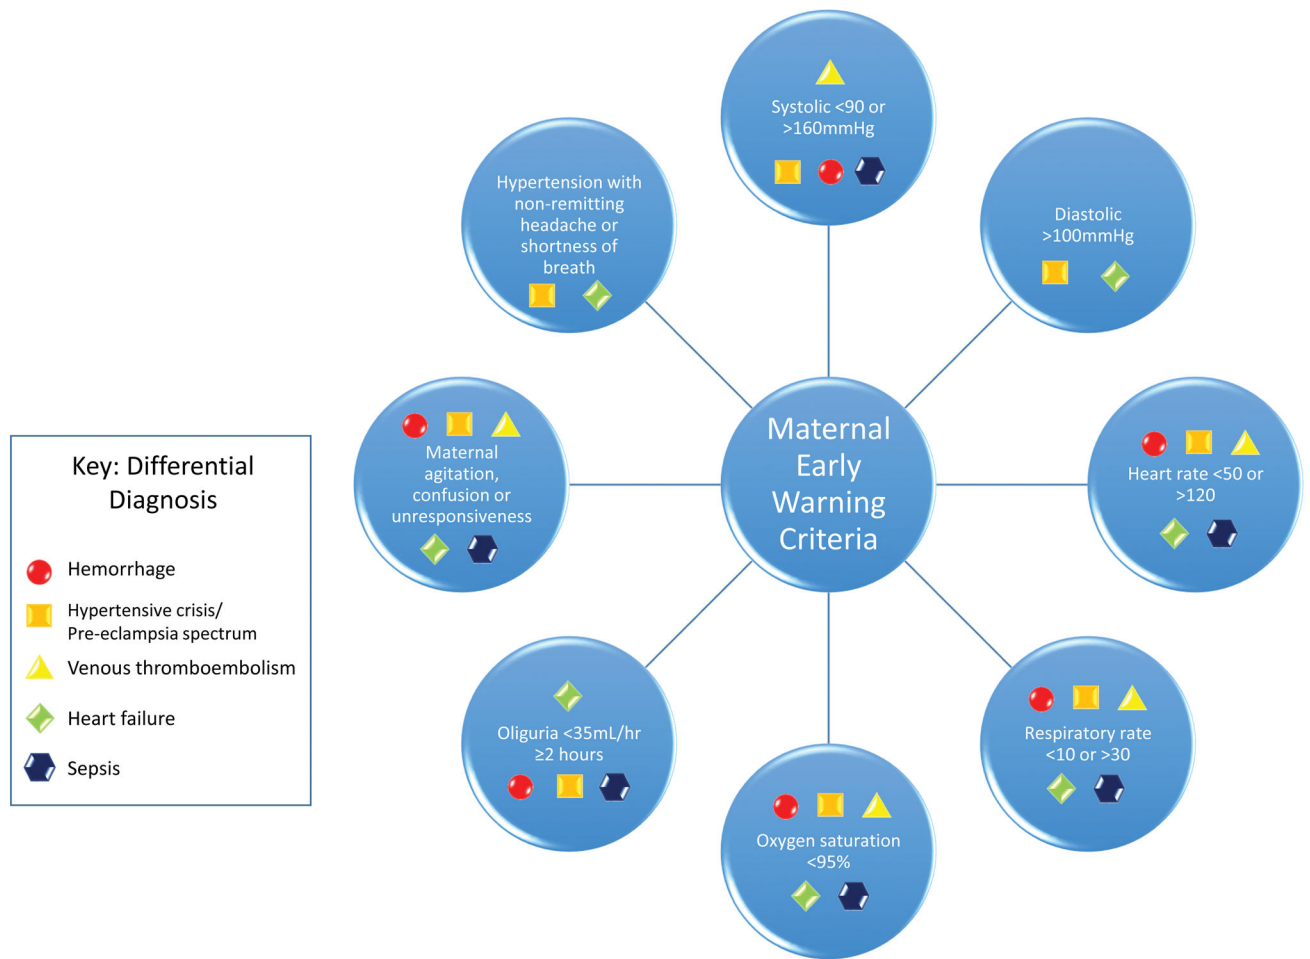 Systolic <90 or
>160mmHg
Diastolic
>100mmHg
Heart rate <50 or
>120
Respiratory rate
<10 or >30
Oxygen saturation
<95%
Oliguria <35mL/hr
≥2 hours
Maternal
agitation,
confusion or
unresponsiveness
Hypertension with
non-remitting
headache or
shortness of
breath
Maternal
Early
Warning
Criteria
Key: Differential
Diagnosis
Hemorrhage
Hypertensive crisis/
Pre-eclampsia spectrum
Venous thromboembolism
Heart failure
Sepsis